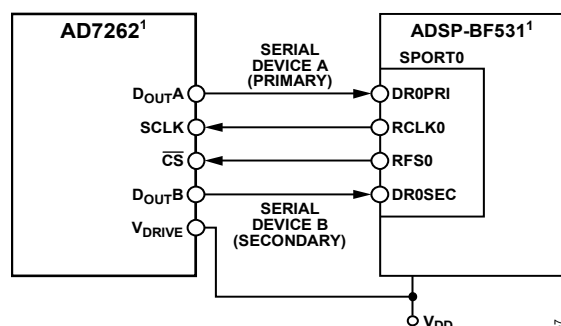 AD7262¹
ADSP-BF531¹
SERIAL
DEVICE A
(PRIMARY)
SPORT0
DOUTA
DR0PRI
SCLK
RCLK0
CS
RFS0
DOUTB
DR0SEC
VDRIVE
SERIAL
DEVICE B
(SECONDARY)
VDD